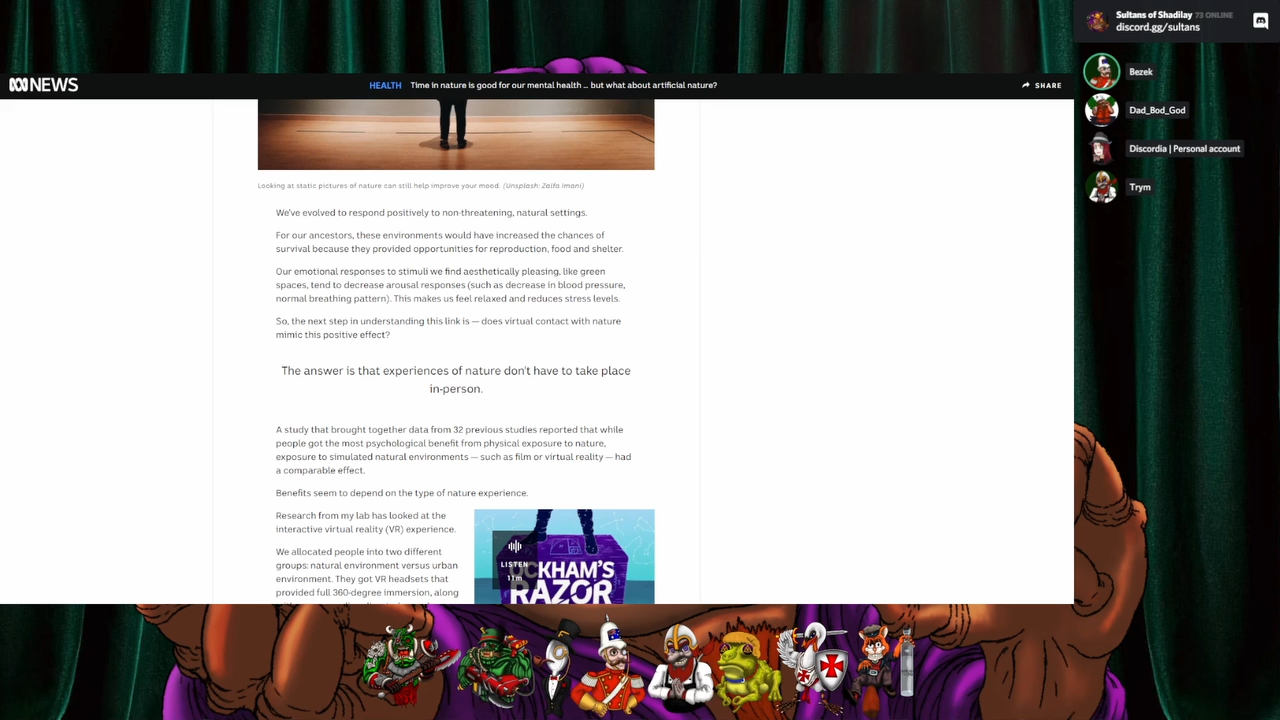 Sultans of Shadilay 73 ONLINE
discord.gg/sultans
Bezek
Dad_Bod_God
Discordia | Personal account
Trym
NEWS
HEALTH Time in nature is good for our mental health … but what about artificial nature?
SHARE
Looking at static pictures of nature can still help improve your mood. (Unsplash: Zalfa Imani)
We've evolved to respond positively to non-threatening, natural settings.
For our ancestors, these environments would have increased the chances of
survival because they provided opportunities for reproduction, food and shelter.
Our emotional responses to stimuli we find aesthetically pleasing, like green
spaces, tend to decrease arousal responses (such as decrease in blood pressure,
normal breathing pattern). This makes us feel relaxed and reduces stress levels.
So, the next step in understanding this link is — does virtual contact with nature
mimic this positive effect?
The answer is that experiences of nature don't have to take place
in-person.
A study that brought together data from 32 previous studies reported that while
people got the most psychological benefit from physical exposure to nature,
exposure to simulated natural environments — such as film or virtual reality — had
a comparable effect.
Benefits seem to depend on the type of nature experience.
Research from my lab has looked at the
interactive virtual reality (VR) experience.
We allocated people into two different
groups: natural environment versus urban
environment. They got VR headsets that
provided full 360-degree immersion, along
LISTEN
11m
OCKHAM'S
RAZOR